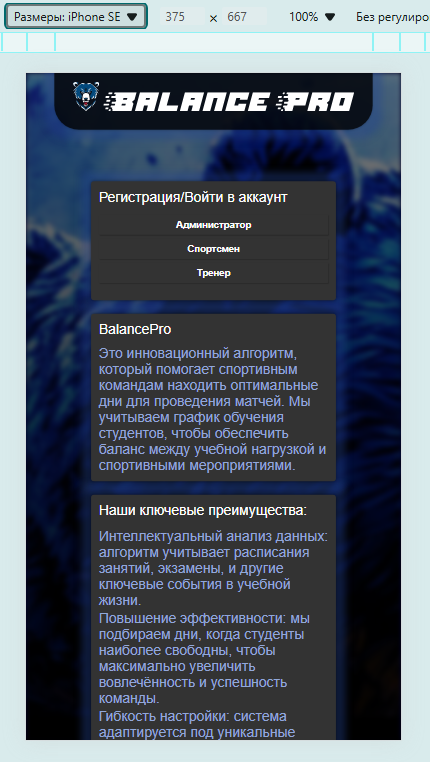 Размеры: iPhone SE 375 × 667 100% Без регулиро
BALANCE PRO
Регистрация/Войти в аккаунт
Администратор
Спортсмен
Тренер
BalancePro
Это инновационный алгоритм,
который помогает спортивным
командам находить оптимальные
дни для проведения матчей. Мы
учитываем график обучения
студентов, чтобы обеспечить
баланс между учебной нагрузкой и
спортивными мероприятиями.
Наши ключевые преимущества:
Интеллектуальный анализ данных:
алгоритм учитывает расписания
занятий, экзамены, и другие
ключевые события в учебной
жизни.
Повышение эффективности: мы
подбираем дни, когда студенты
наиболее свободны, чтобы
максимально увеличить
вовлечённость и успешность
команды.
Гибкость настройки: система
адаптируется под уникальные